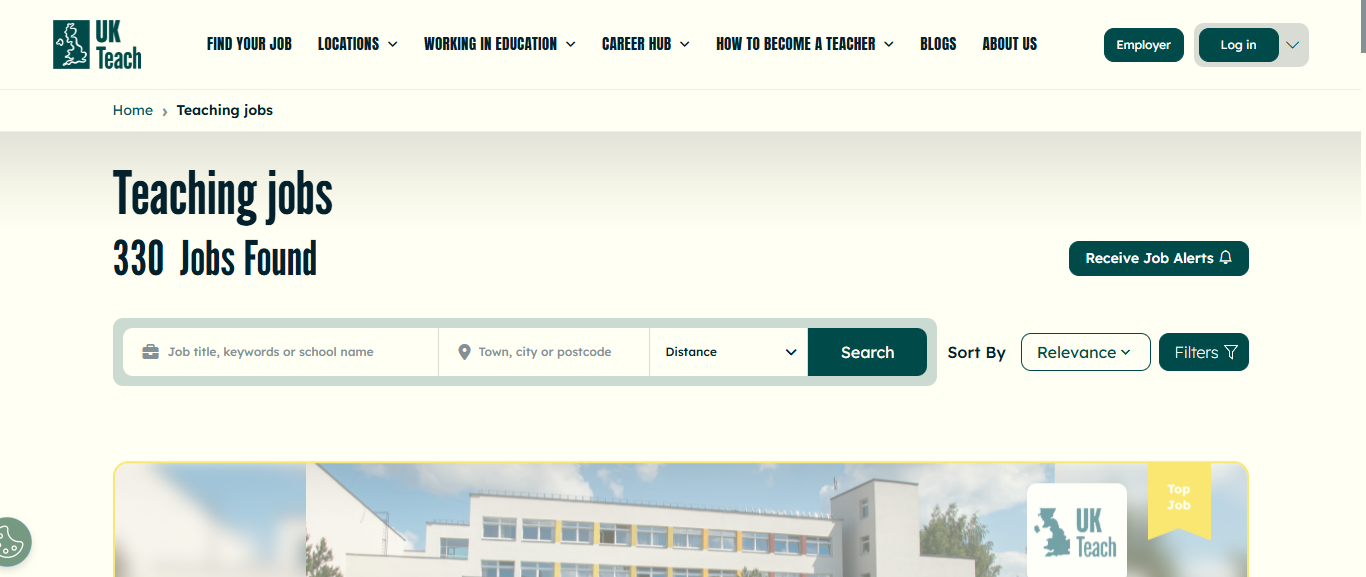 UK
Teach
FIND YOUR JOB LOCATIONS WORKING IN EDUCATION CAREER HUB HOW TO BECOME A TEACHER BLOGS ABOUT US
Employer Log in
Home › Teaching jobs
Teaching jobs
330 Jobs Found
Receive Job Alerts
Job title, keywords or school name Town, city or postcode Distance Search Sort By Relevance Filters
Top
Job
UK
Teach